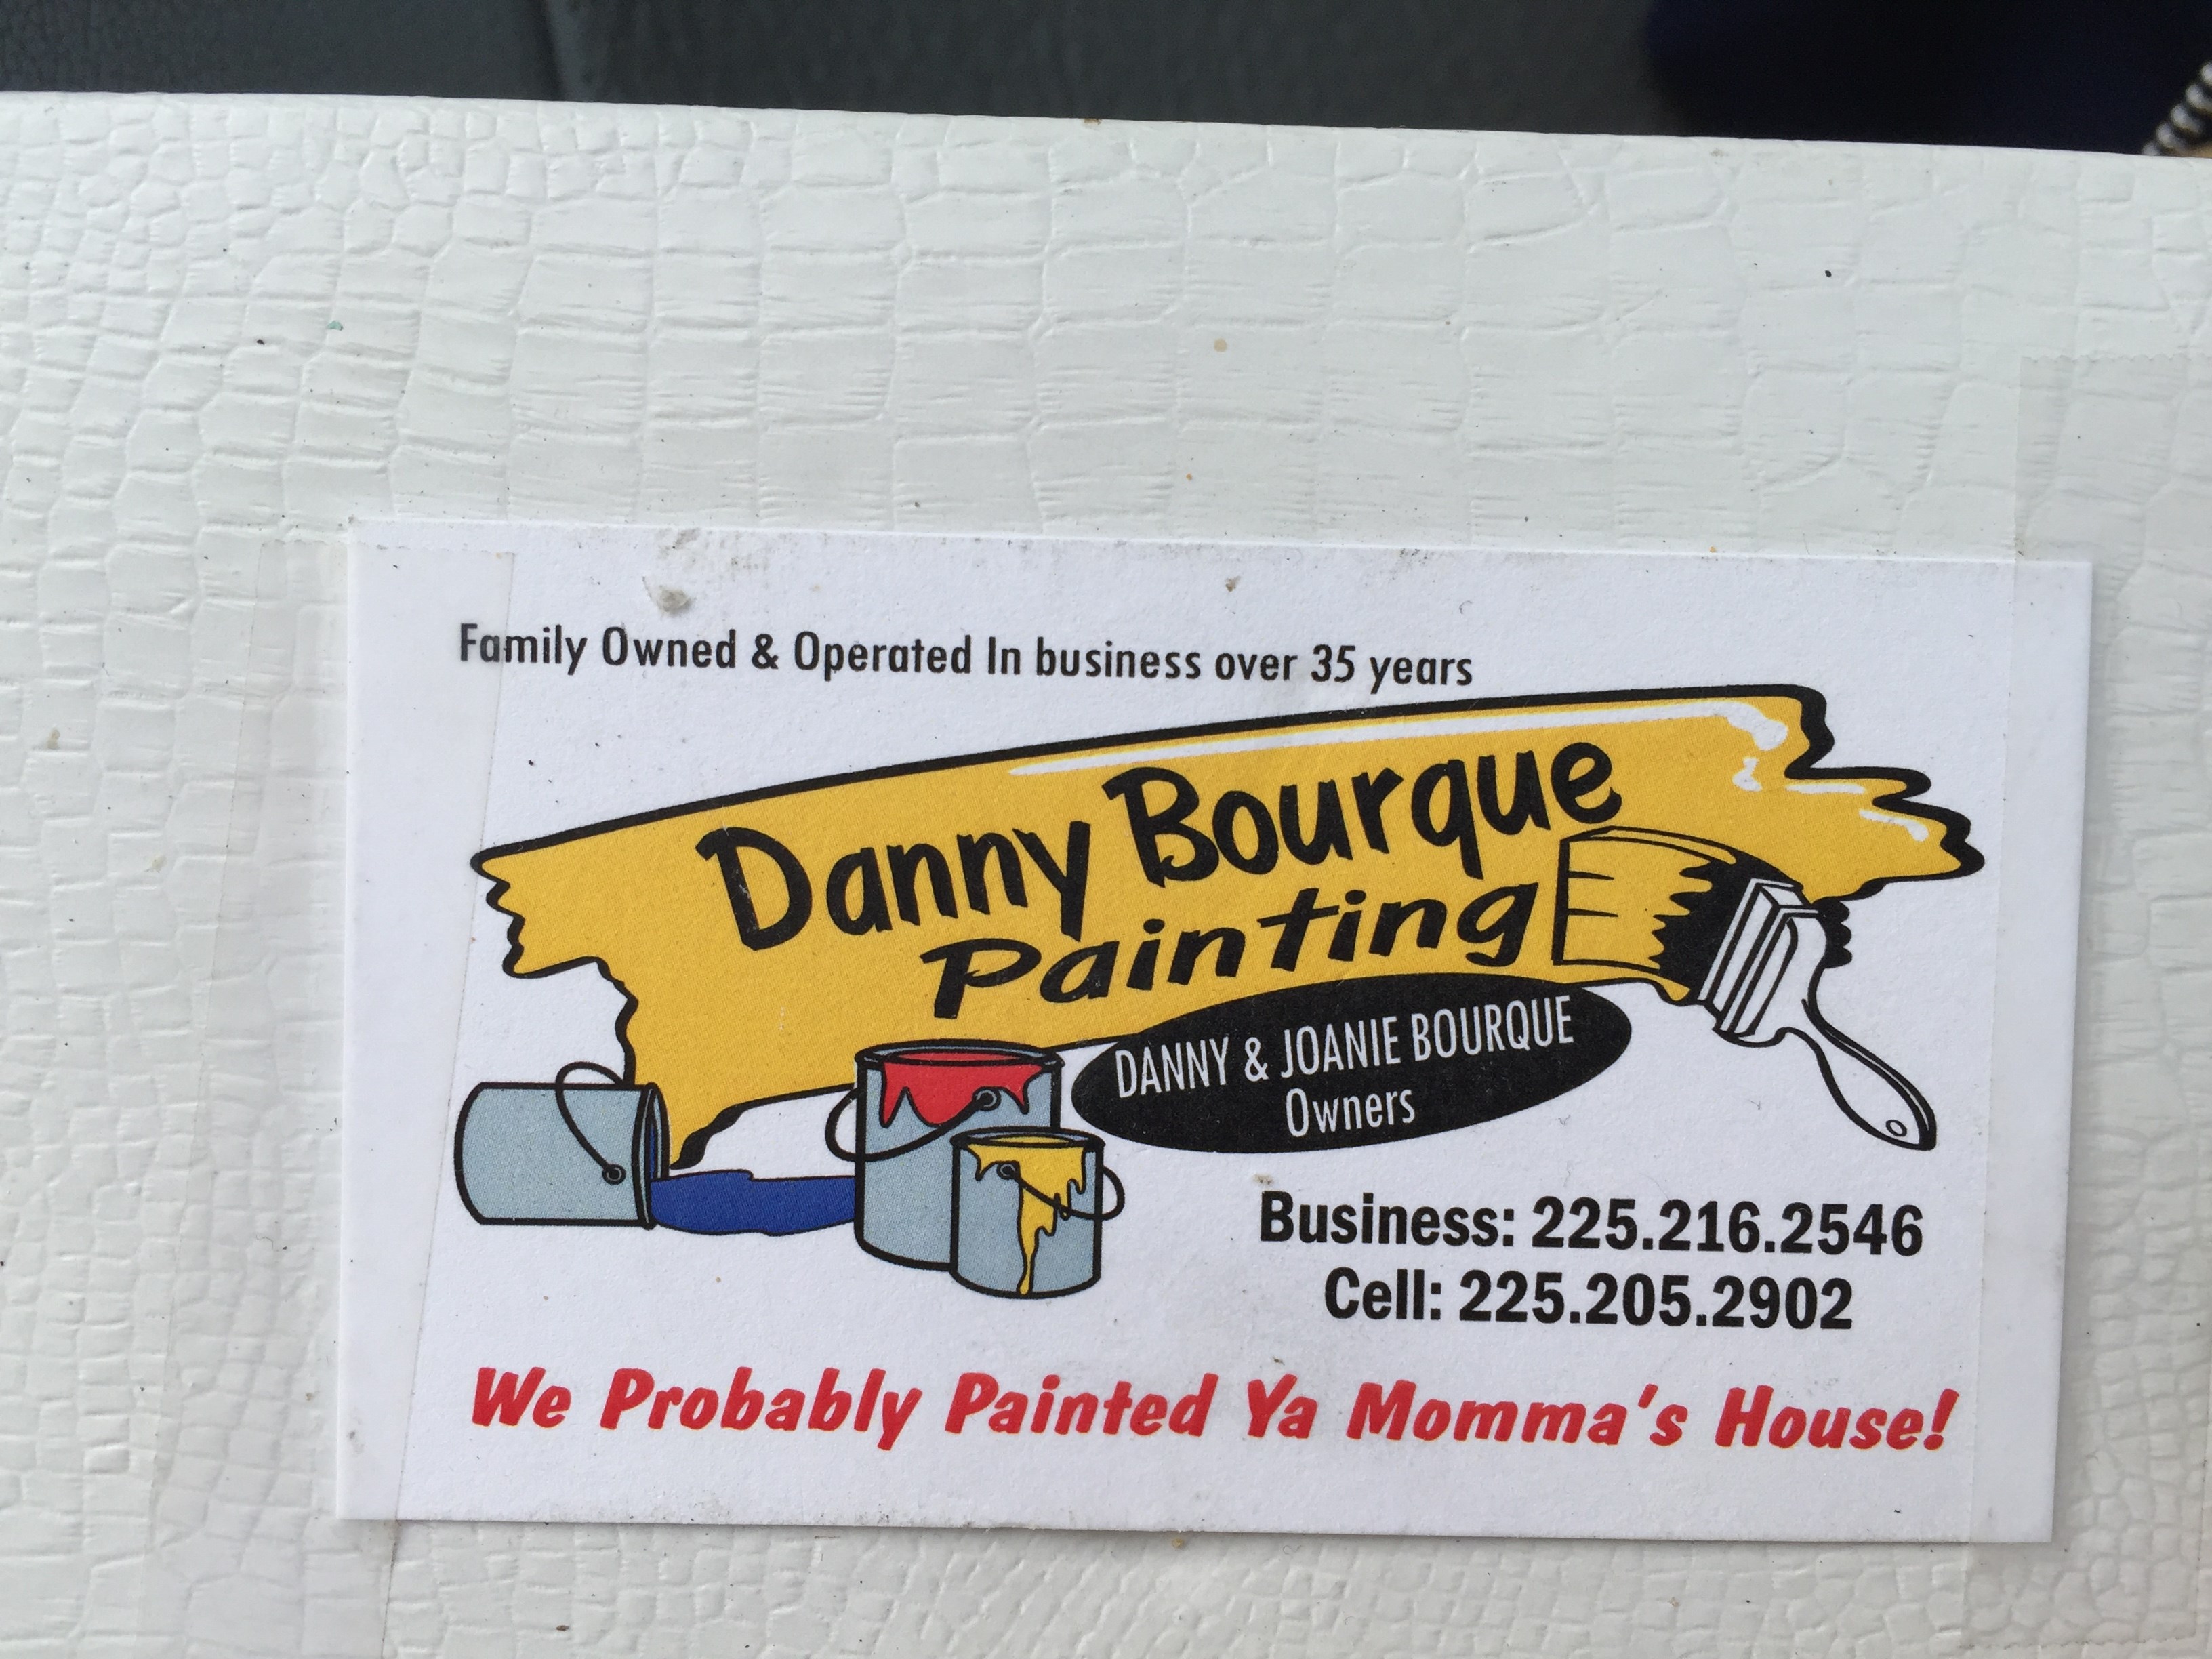 Family Owned & Operated In business over 35 years
Danny Bourque
Painting
DANNY & JOANIE BOURQUE
Owners
Business: 225.216.2546
Cell: 225.205.2902
We Probably Painted Ya Momma's House!